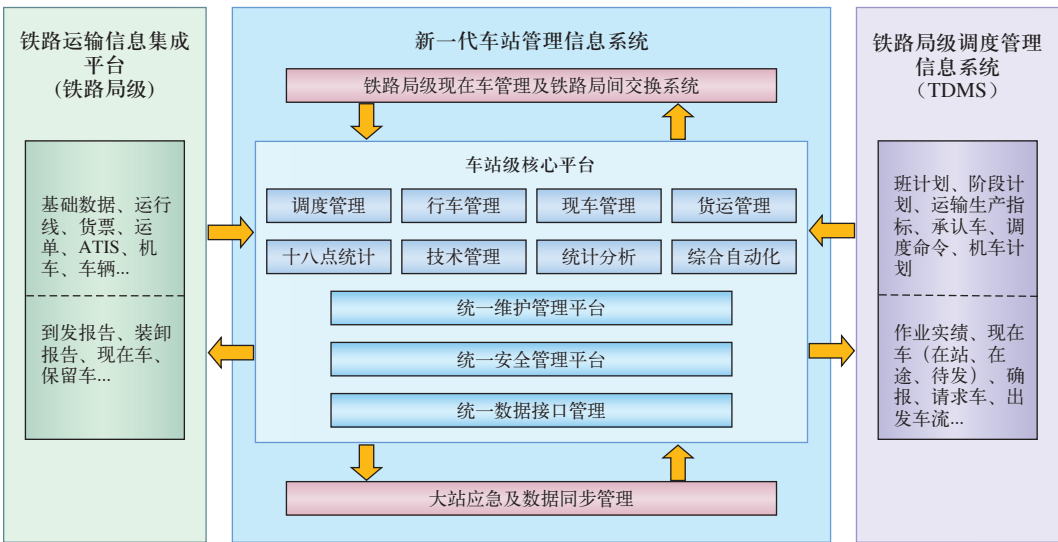 铁路运输信息集成
平台
(铁路局级)
基础数据、运行
线、货票、运
单、ATIS、机
车、车辆...
到发报告、装卸
报告、现在车、
保留车...
新一代车站管理信息系统
铁路局级现在车管理及铁路局间交换系统
车站级核心平台
调度管理
行车管理
现车管理
货运管理
十八点统计
技术管理
统计分析
综合自动化
统一维护管理平台
统一安全管理平台
统一数据接口管理
大站应急及数据同步管理
铁路局级调度管理
信息系统
（TDMS）
班计划、阶段计
划、运输生产指
标、承认车、调
度命令、机车计
划
作业实绩、现在
车（在站、在
途、待发）、确
报、请求车、出
发车流...